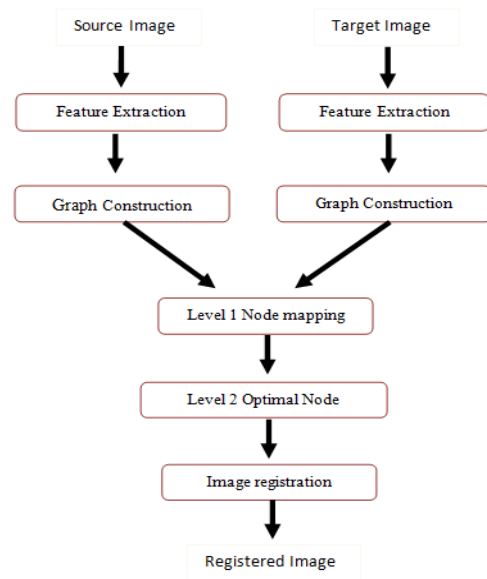 Source Image
Target Image
Feature Extraction
Feature Extraction
Graph Construction
Graph Construction
Level 1 Node mapping
Level 2 Optimal Node
Image registration
Registered Image